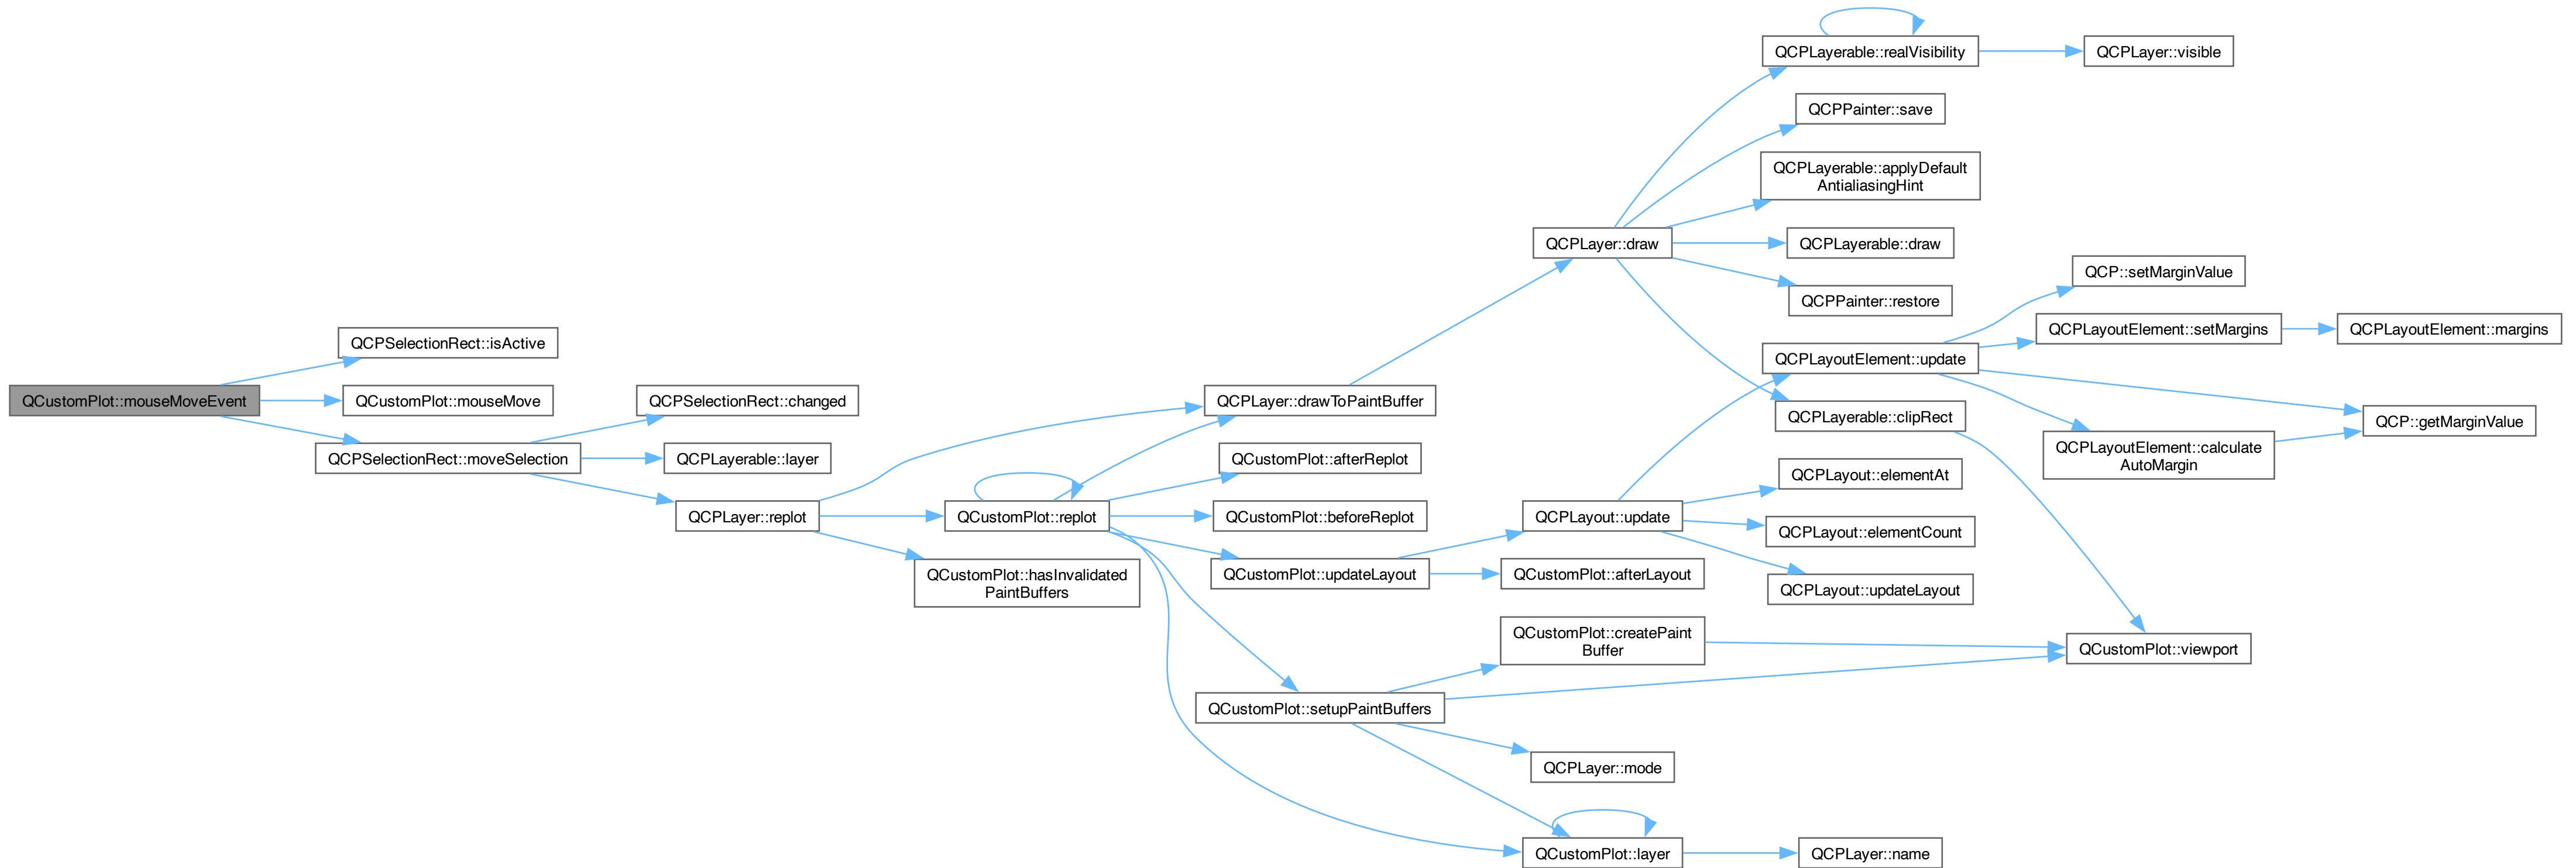 QCustomPlot::mouseMoveEvent
QCPSelectionRect::isActive
QCustomPlot::mouseMove
QCPSelectionRect::moveSelection
QCPSelectionRect::changed
QCPLayerable::layer
QCPLayer::replot
QCPLayer::drawToPaintBuffer
QCustomPlot::replot
QCustomPlot::hasInvalidated
PaintBuffers
QCustomPlot::afterReplot
QCustomPlot::beforeReplot
QCustomPlot::updateLayout
QCustomPlot::setupPaintBuffers
QCPLayer::draw
QCPLayout::update
QCustomPlot::afterLayout
QCustomPlot::createPaint
Buffer
QCPLayer::mode
QCustomPlot::layer
QCPLayerable::realVisibility
QCPPainter::save
QCPLayerable::applyDefault
AntialiasingHint
QCPLayerable::draw
QCPPainter::restore
QCPLayoutElement::update
QCPLayerable::clipRect
QCPLayout::elementAt
QCPLayout::elementCount
QCPLayout::updateLayout
QCPLayer::name
QCPLayer::visible
QCP::setMarginValue
QCPLayoutElement::setMargins
QCPLayoutElement::calculate
AutoMargin
QCustomPlot::viewport
QCPLayoutElement::margins
QCP::getMarginValue